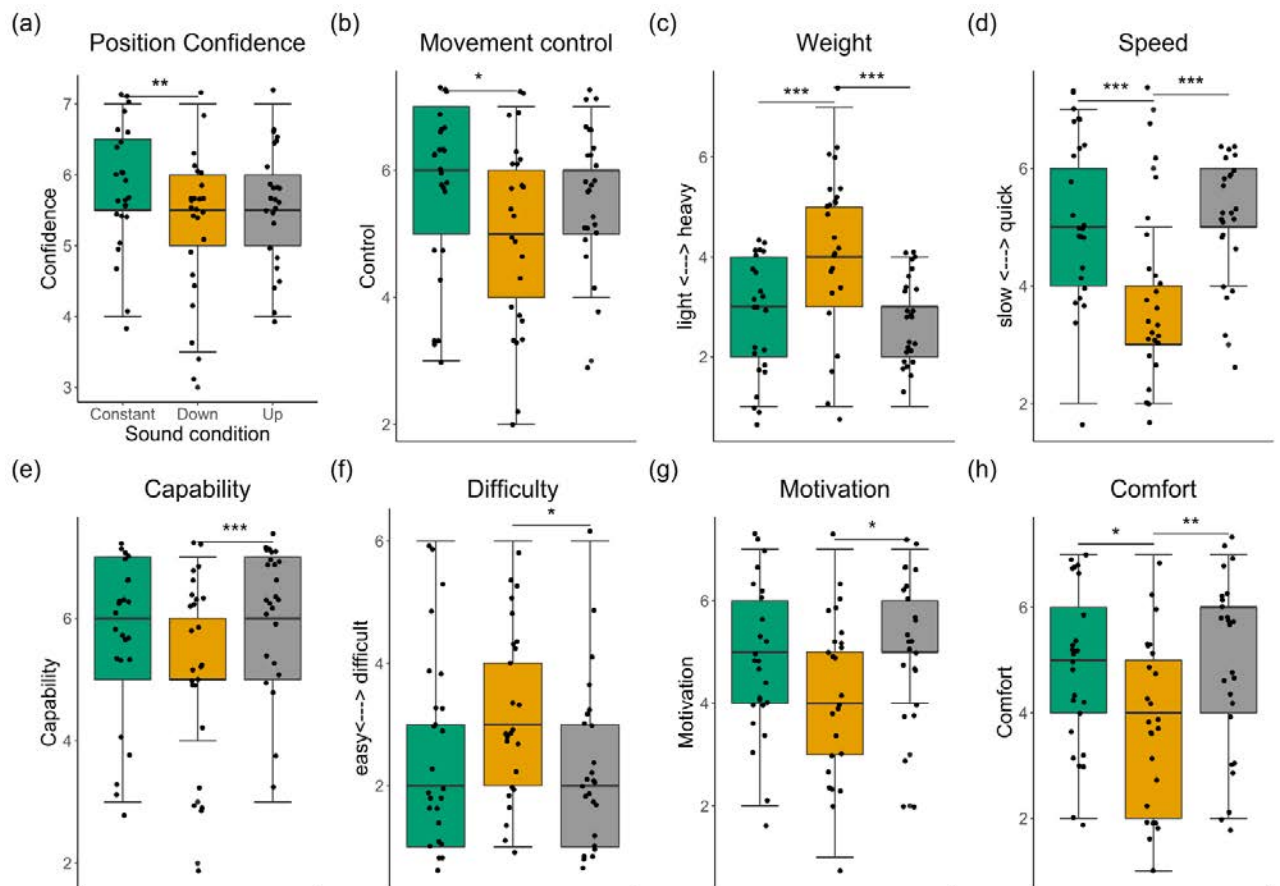 (a)
Position Confidence
**
Confidence
7
6
5
4
3
Constant
Down
Up
Sound condition
(b)
Movement control
*
Control
6
4
2
(c)
Weight
***
***
light <---> heavy
6
4
2
(d)
Speed
***
***
slow <---> quick
6
4
2
(e)
Capability
***
Capability
6
4
2
(f)
Difficulty
*
easy<---> difficult
6
4
2
(g)
Motivation
*
Motivation
6
4
2
(h)
Comfort
*
**
Comfort
6
4
2